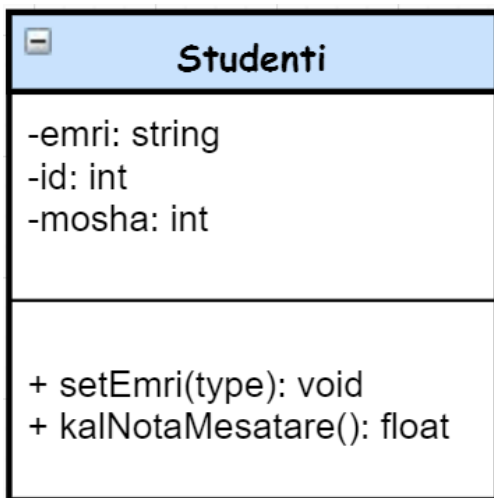 Studenti
-emri: string
-id: int
-mosha: int
+ setEmri(type): void
+ kalNotaMesatare(): float